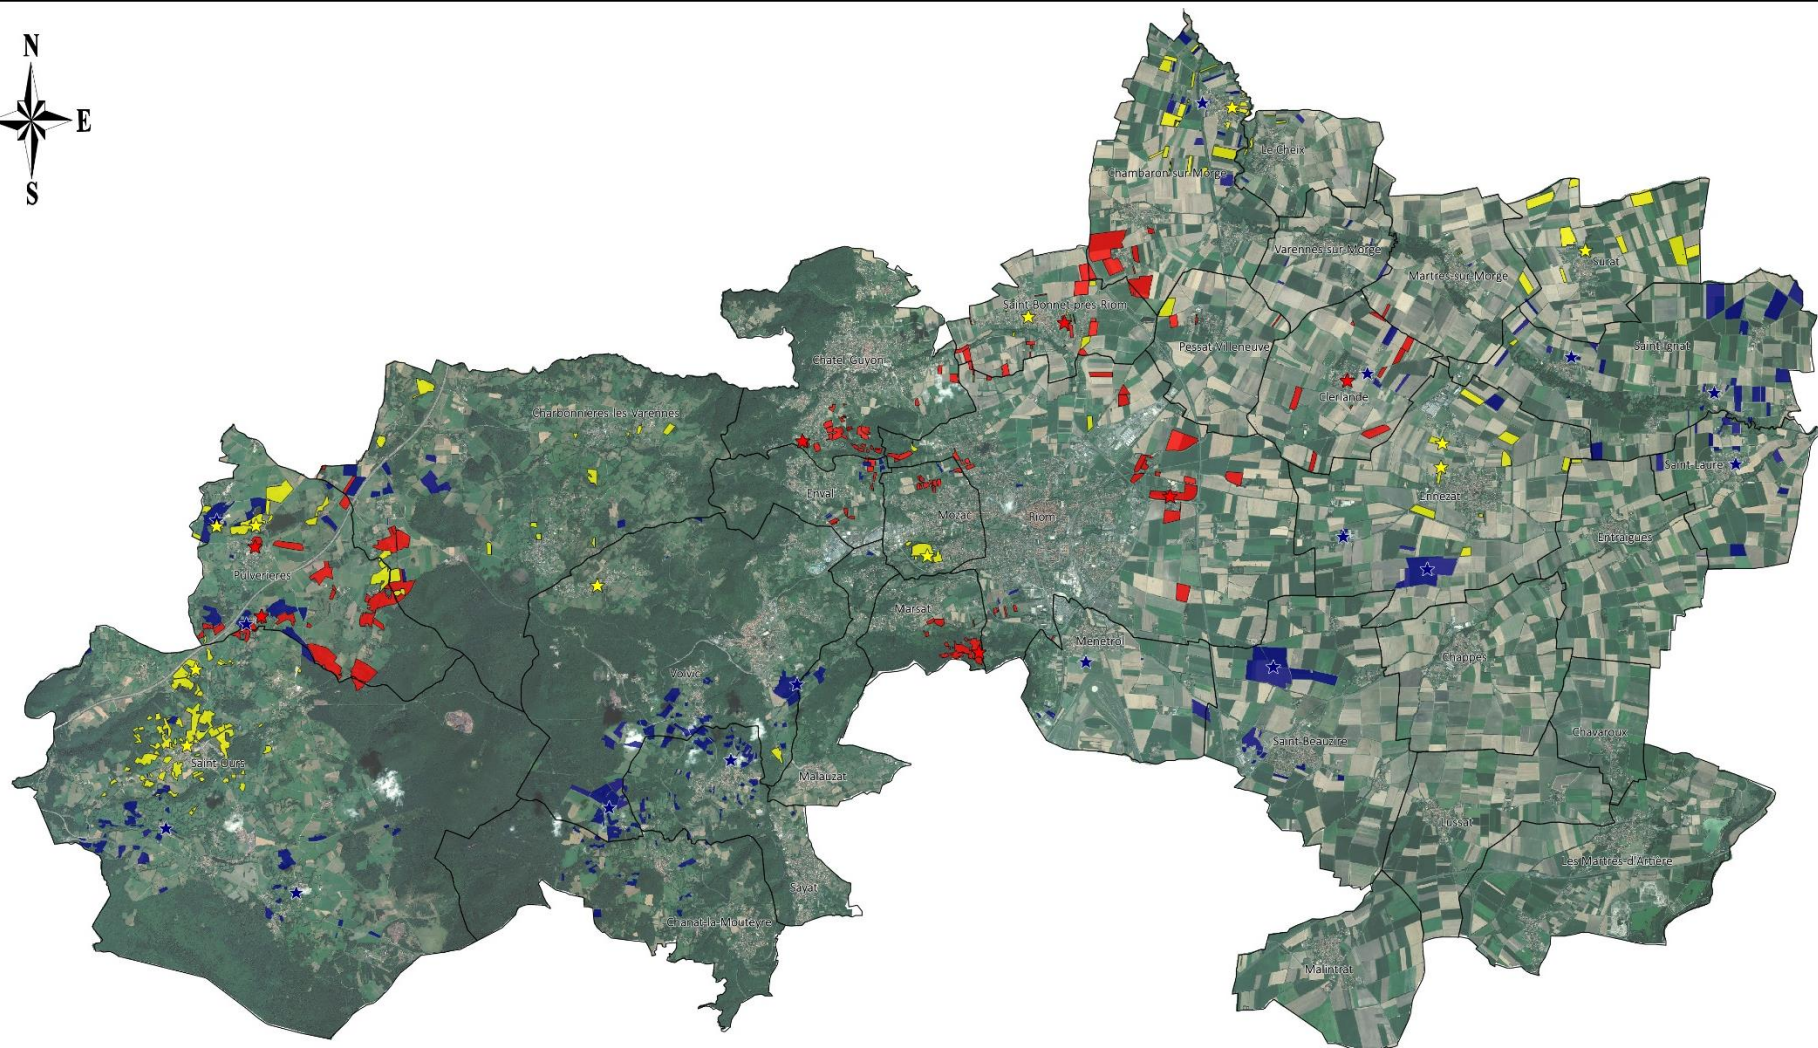 N
E
S
Le Cheix
Chambaron sur Morge
Varennes-sur-Morge
Surat
Martres-sur-Morge
Saint-Bonnet-près-Riom
Pessat-Villeneuve
Saint-Ignat
Chatel-Guyon
Clerlande
Charbonnières-les-Varennes
Saint-Laure
Enval
Ennezat
Mozac
Riom
Entraigues
Pulvérières
Marsat
Ménétrol
Chappes
Volvic
Chavaroux
Saint-Beauzire
Saint-Ours
Malauzat
Lussat
Les Martres-d'Artière
Sayat
Chanat-la-Mouteyre
Malintrat